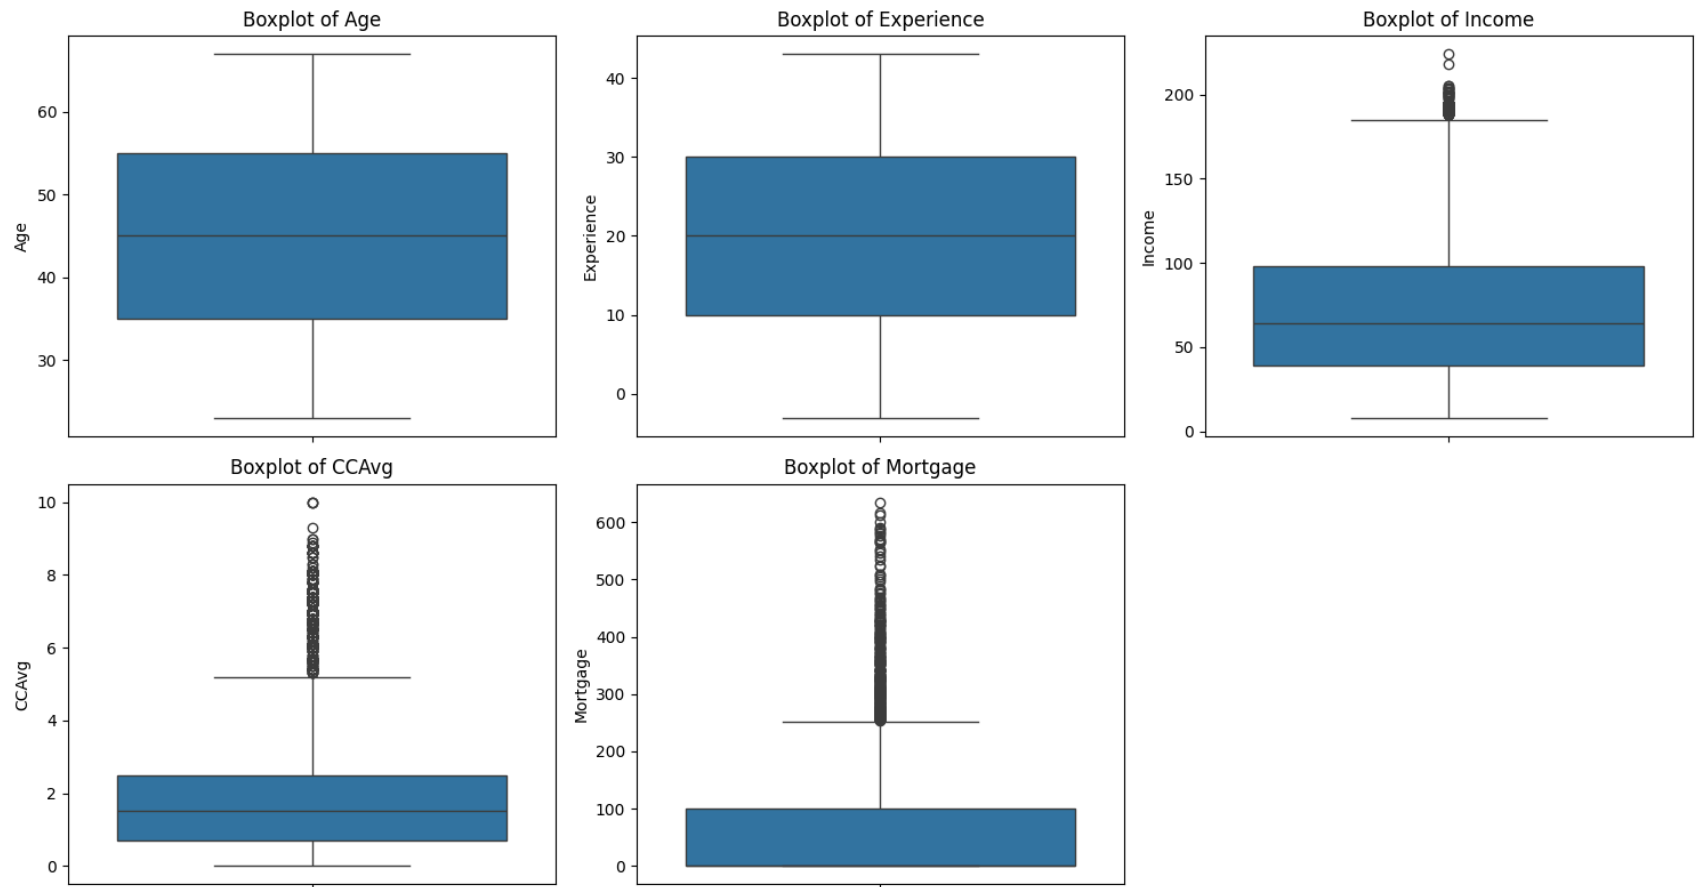 Boxplot of Age
60
50
40
30
Age
Boxplot of Experience
40
30
20
10
0
Experience
Boxplot of Income
200
150
100
50
0
Income
Boxplot of CCAvg
10
8
6
4
2
0
CCAvg
Boxplot of Mortgage
600
500
400
300
200
100
0
Mortgage